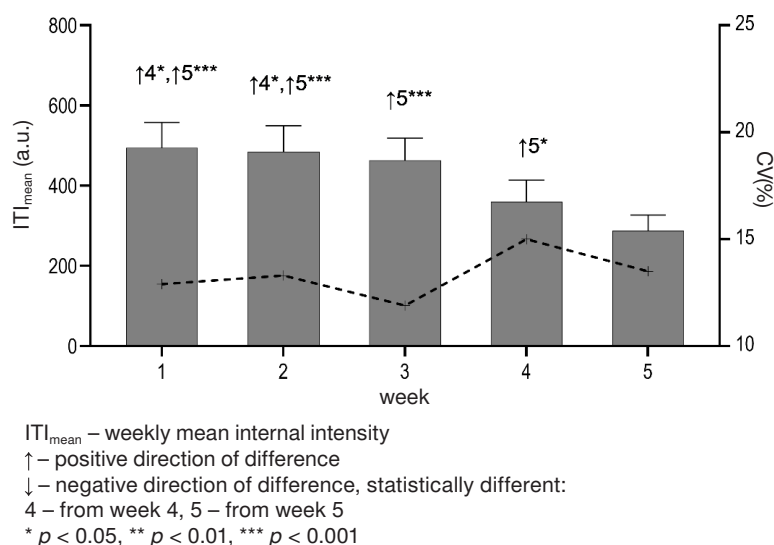 800
600
400
200
0
ITImean (a.u.)
↑4*,↑5***
↑4*,↑5***
↑5***
↑5*
25
20
15
10
CV(%)
1 2 3 4 5
week
ITImean – weekly mean internal intensity
↑ – positive direction of difference
↓ – negative direction of difference, statistically different:
4 – from week 4, 5 – from week 5
* p < 0.05, ** p < 0.01, *** p < 0.001